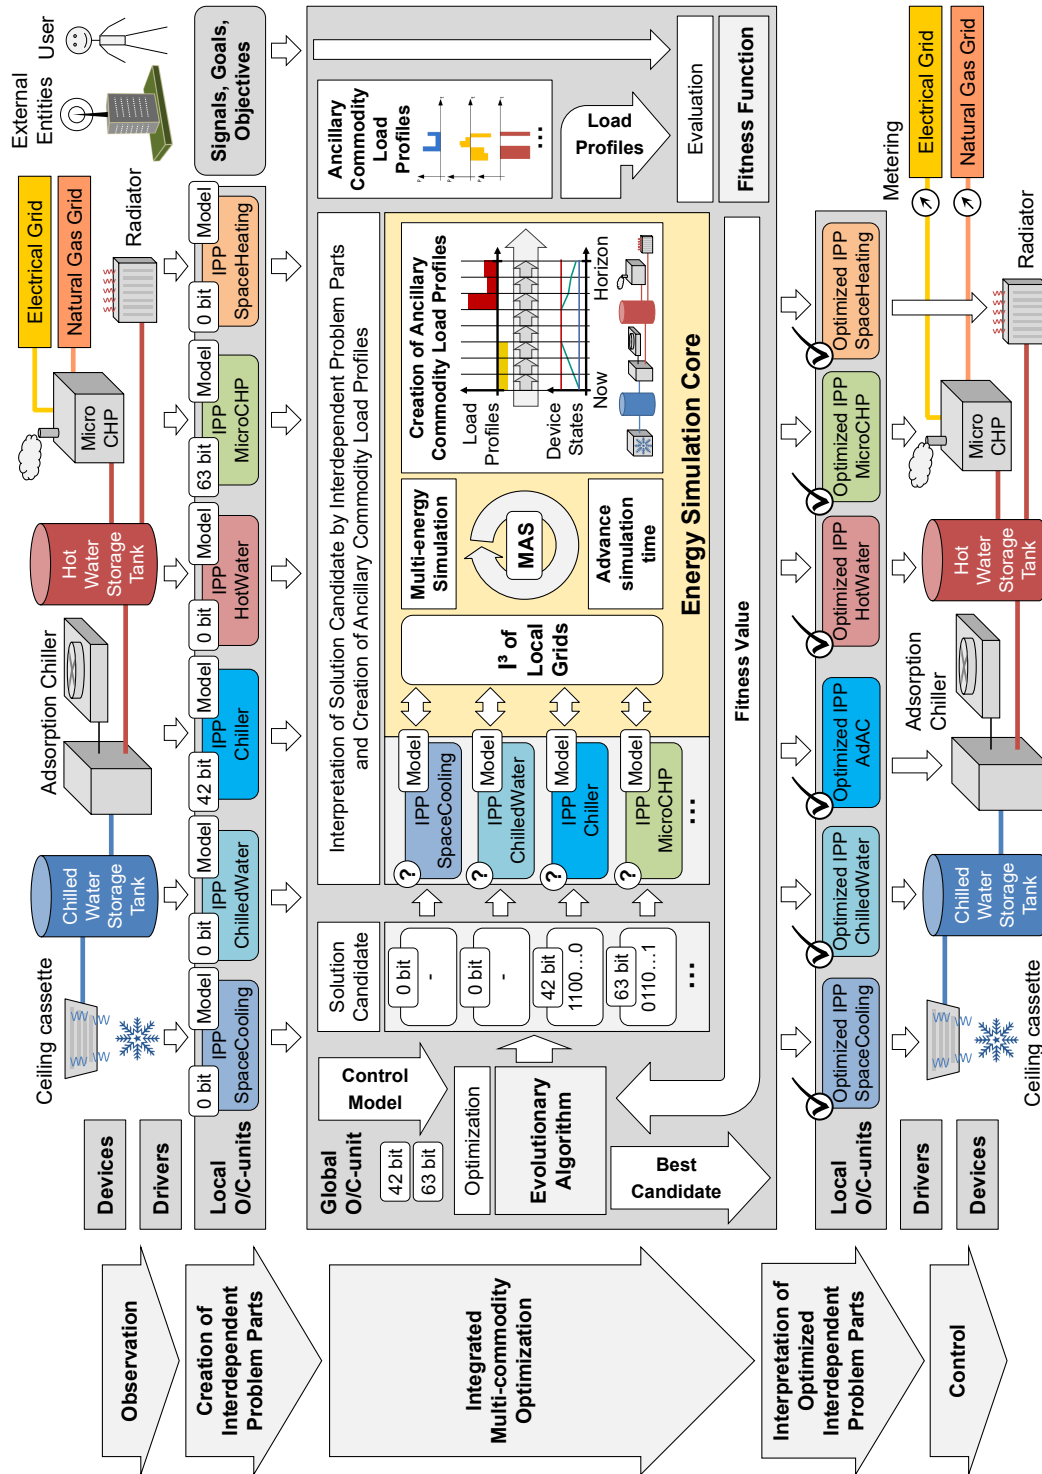 Observation
Creation of
Interdependent
Problem Parts
Integrated
Multi-commodity
Optimization
Interpretation of
Optimized
Interdependent
Problem Parts
Control
Devices
Drivers
Local
O/C-units
Ceiling cassette
Chilled
Water
Storage
Tank
Adsorption Chiller
Hot
Water
Storage
Tank
Micro
CHP
Radiator
Electrical Grid
Natural Gas Grid
External
Entities
User
0 bit
Model
IPP
SpaceCooling
0 bit
Model
IPP
ChilledWater
42 bit
Model
IPP
Chiller
0 bit
Model
IPP
HotWater
63 bit
Model
IPP
MicroCHP
0 bit
Model
IPP
SpaceHeating
Signals, Goals,
Objectives
Global
O/C-unit
Control
Model
42 bit
63 bit
Optimization
Evolutionary
Algorithm
Best
Candidate
Solution
Candidate
0 bit
-
0 bit
-
42 bit
1100…0
63 bit
0110…1
...
Interpretation of Solution Candidate by Interdependent Problem Parts
and Creation of Ancillary Commodity Load Profiles
?
IPP
Model
SpaceCooling
?
IPP
Model
ChilledWater
?
IPP
Model
Chiller
?
IPP
Model
MicroCHP
...
I³ of
Local
Grids
Multi-energy
Simulation
MAS
Advance
simulation
time
Creation of Ancillary
Commodity Load Profiles
Load
Profiles
Device
States
Now
Horizon
Energy Simulation Core
Ancillary
Commodity
Load
Profiles
...
Load
Profiles
Evaluation
Fitness Function
Fitness Value
Local
O/C-units
Optimized IPP
SpaceCooling
Optimized IPP
ChilledWater
Optimized IPP
AdAC
Optimized IPP
HotWater
Optimized IPP
MicroCHP
Optimized IPP
SpaceHeating
Drivers
Devices
Ceiling cassette
Chilled
Water
Storage
Tank
Adsorption
Chiller
Hot
Water
Storage
Tank
Micro
CHP
Radiator
Metering
Electrical Grid
Natural Gas Grid